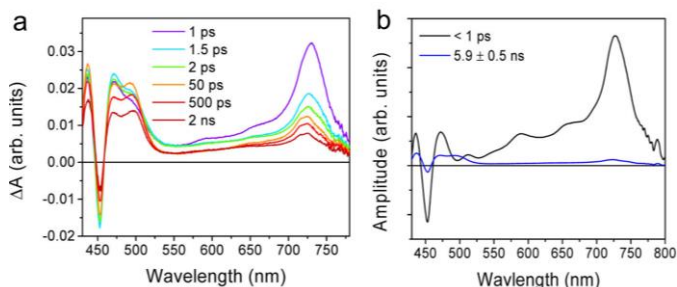 a
b
0.03
0.02
0.01
0.00
-0.01
-0.02
ΔA (arb. units)
1 ps
1.5 ps
2 ps
50 ps
500 ps
2 ns
450 500 550 600 650 700 750
Wavelength (nm)
Amplitude (arb. units)
< 1 ps
5.9 ± 0.5 ns
450 500 550 600 650 700 750 800
Wavlength (nm)